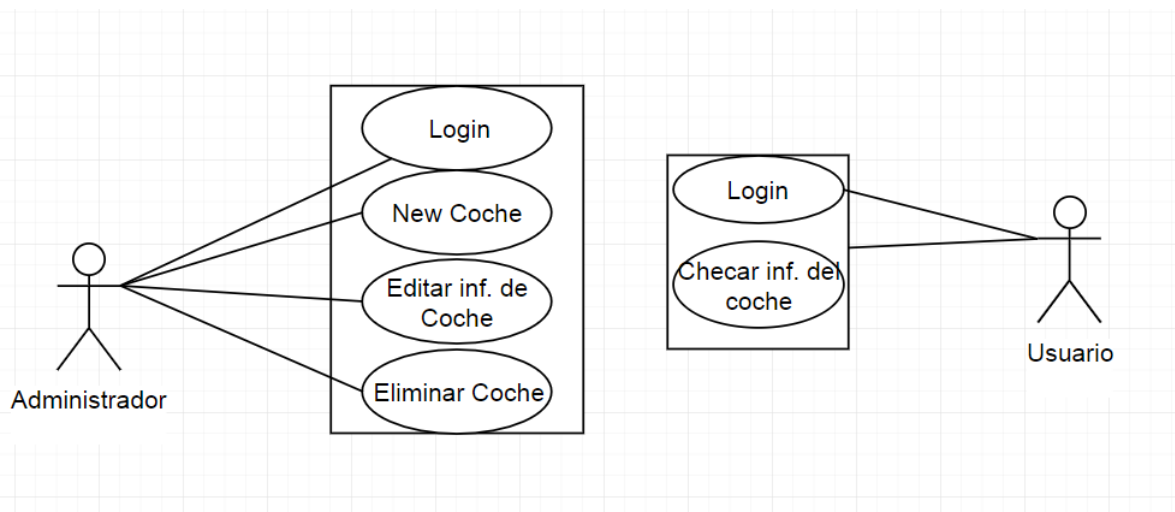 Login
New Coche
Editar inf. de
Coche
Eliminar Coche
Administrador
Login
Checar inf. del
coche
Usuario